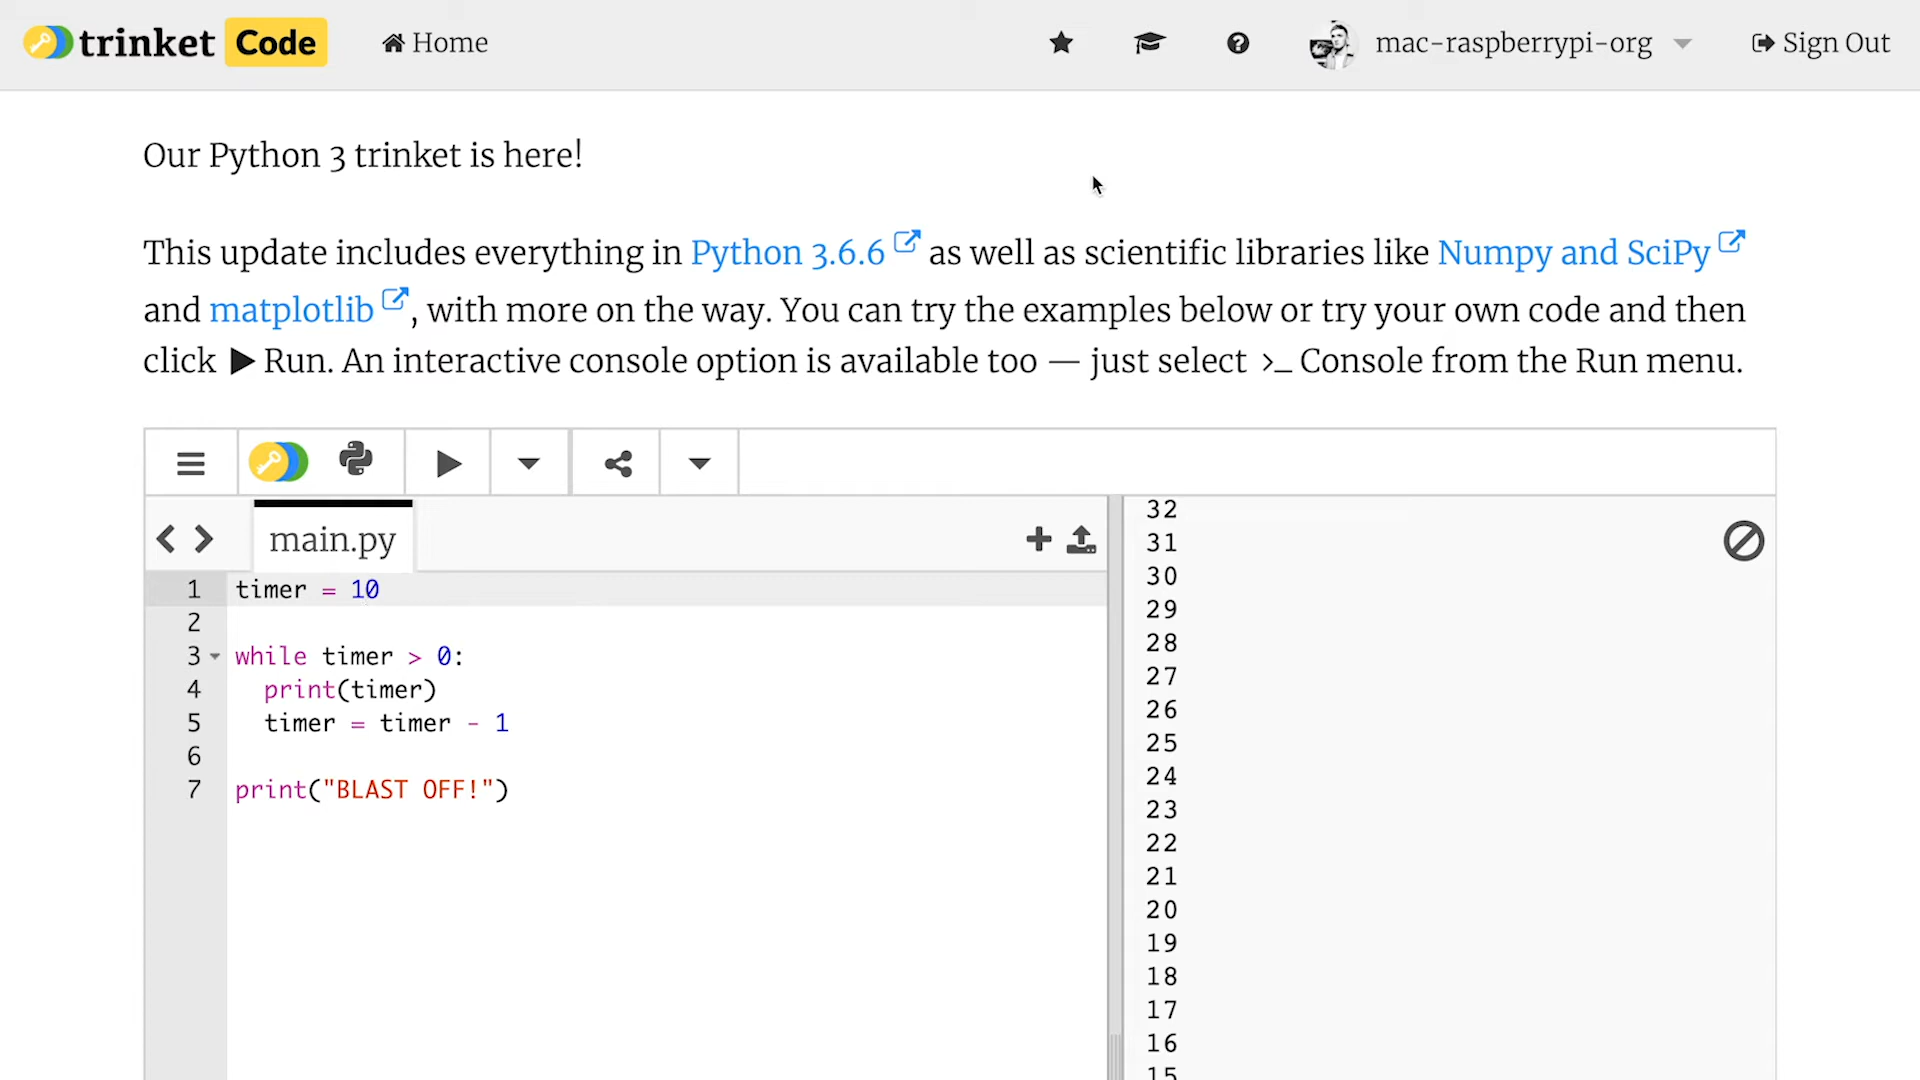 trinket Code Home mac-raspberrypi-org Sign Out
Our Python 3 trinket is here!
This update includes everything in Python 3.6.6 as well as scientific libraries like Numpy and SciPy
and matplotlib , with more on the way. You can try the examples below or try your own code and then
click ▶ Run. An interactive console option is available too — just select >_ Console from the Run menu.
main.py
1 timer = 10
2
3 while timer > 0:
4 print(timer)
5 timer = timer - 1
6
7 print("BLAST OFF!")
32
31
30
29
28
27
26
25
24
23
22
21
20
19
18
17
16
15